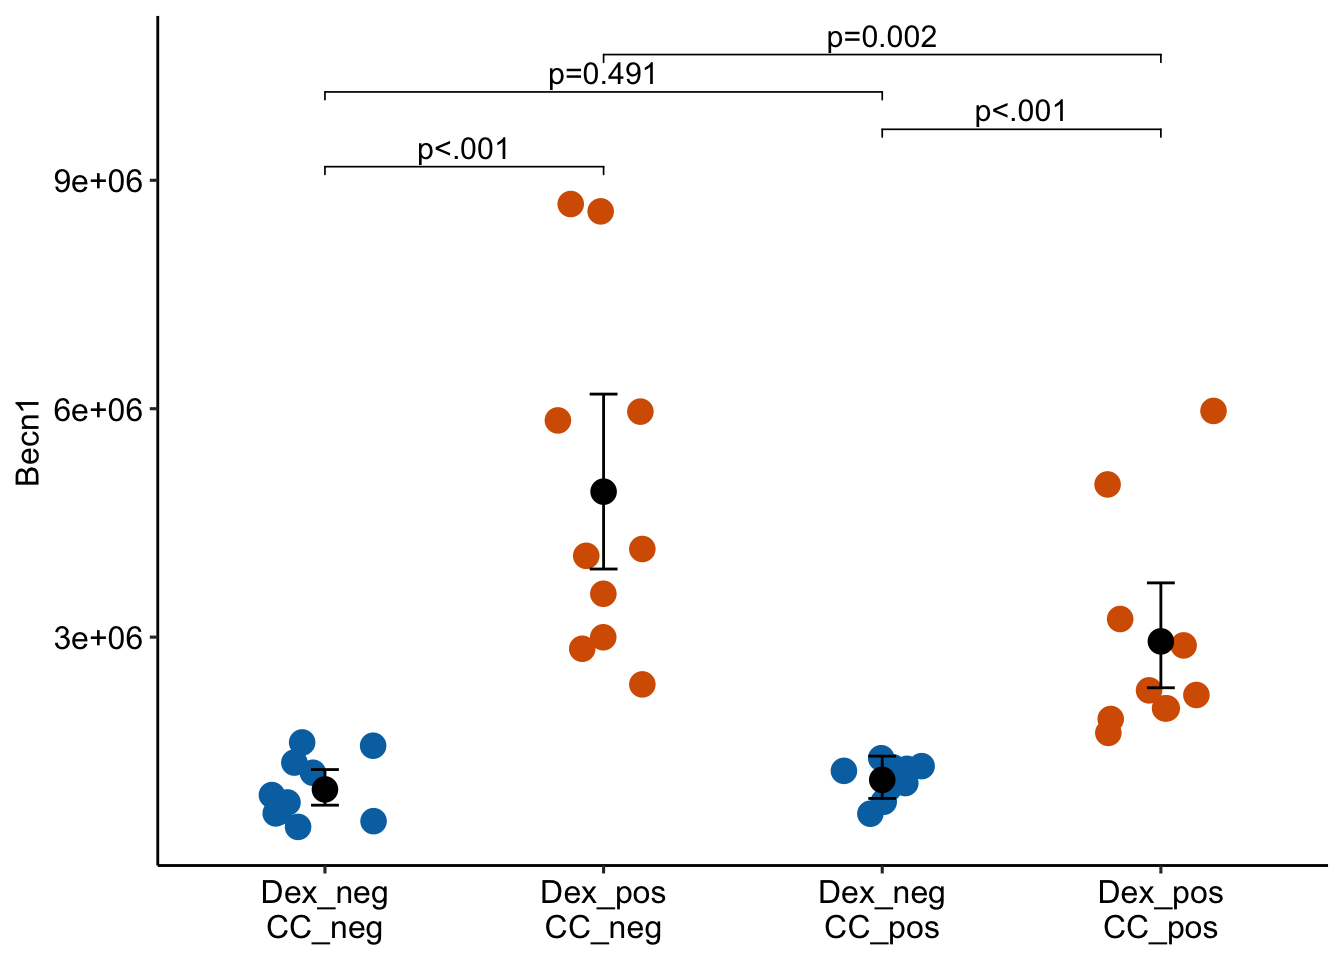 p=0.002
p=0.491
p<.001
p<.001
9e+06
6e+06
3e+06
Becn1
Dex_neg
CC_neg
Dex_pos
CC_neg
Dex_neg
CC_pos
Dex_pos
CC_pos